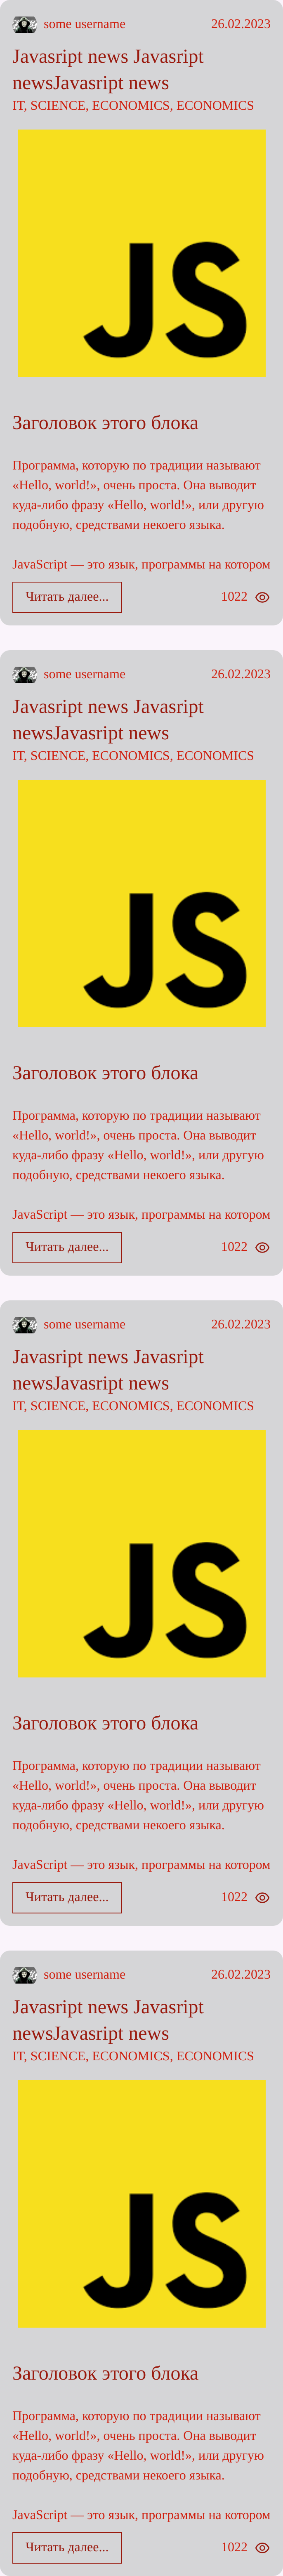 some username 26.02.2023
Javasript news Javasript
newsJavasript news
IT, SCIENCE, ECONOMICS, ECONOMICS
JS
Заголовок этого блока
Программа, которую по традиции называют
«Hello, world!», очень проста. Она выводит
куда-либо фразу «Hello, world!», или другую
подобную, средствами некоего языка.
JavaScript — это язык, программы на котором
Читать далее... 1022
some username 26.02.2023
Javasript news Javasript
newsJavasript news
IT, SCIENCE, ECONOMICS, ECONOMICS
JS
Заголовок этого блока
Программа, которую по традиции называют
«Hello, world!», очень проста. Она выводит
куда-либо фразу «Hello, world!», или другую
подобную, средствами некоего языка.
JavaScript — это язык, программы на котором
Читать далее... 1022
some username 26.02.2023
Javasript news Javasript
newsJavasript news
IT, SCIENCE, ECONOMICS, ECONOMICS
JS
Заголовок этого блока
Программа, которую по традиции называют
«Hello, world!», очень проста. Она выводит
куда-либо фразу «Hello, world!», или другую
подобную, средствами некоего языка.
JavaScript — это язык, программы на котором
Читать далее... 1022
some username 26.02.2023
Javasript news Javasript
newsJavasript news
IT, SCIENCE, ECONOMICS, ECONOMICS
JS
Заголовок этого блока
Программа, которую по традиции называют
«Hello, world!», очень проста. Она выводит
куда-либо фразу «Hello, world!», или другую
подобную, средствами некоего языка.
JavaScript — это язык, программы на котором
Читать далее... 1022